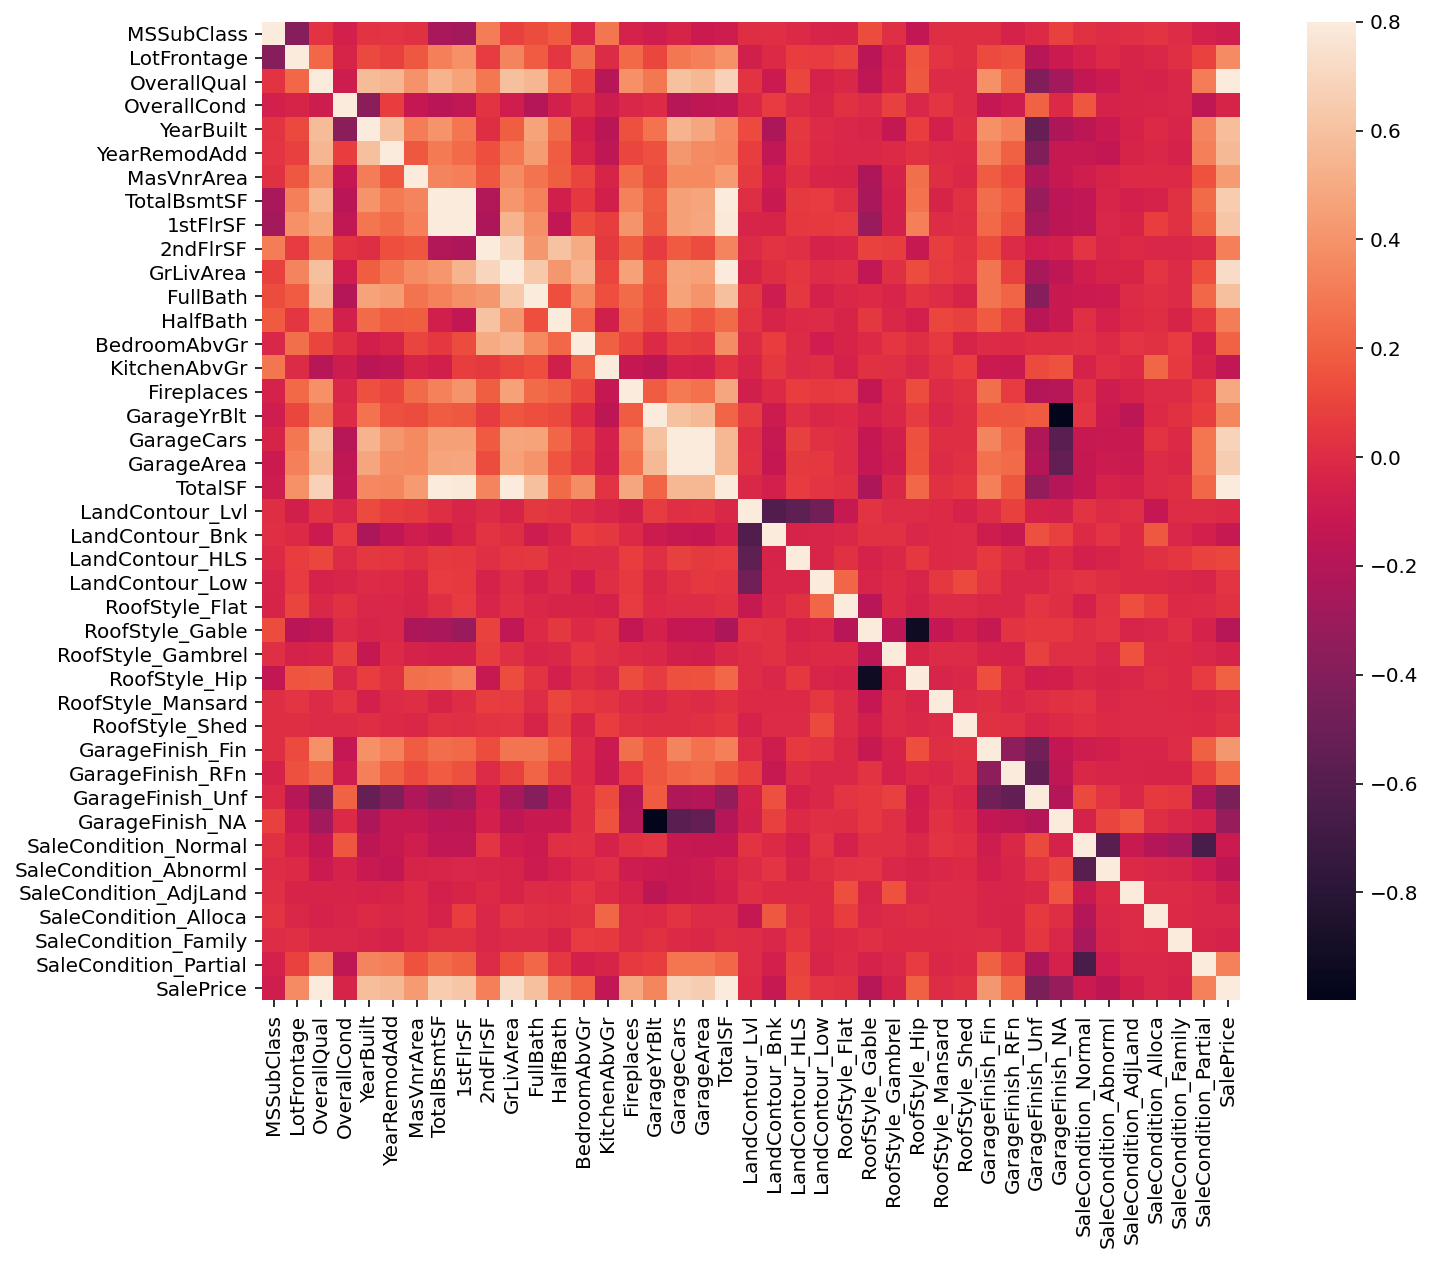 MSSubClass
LotFrontage
OverallQual
OverallCond
YearBuilt
YearRemodAdd
MasVnrArea
TotalBsmtSF
1stFlrSF
2ndFlrSF
GrLivArea
FullBath
HalfBath
BedroomAbvGr
KitchenAbvGr
Fireplaces
GarageYrBlt
GarageCars
GarageArea
TotalSF
LandContour_Lvl
LandContour_Bnk
LandContour_HLS
LandContour_Low
RoofStyle_Flat
RoofStyle_Gable
RoofStyle_Gambrel
RoofStyle_Hip
RoofStyle_Mansard
RoofStyle_Shed
GarageFinish_Fin
GarageFinish_RFn
GarageFinish_Unf
GarageFinish_NA
SaleCondition_Normal
SaleCondition_Abnorml
SaleCondition_AdjLand
SaleCondition_Alloca
SaleCondition_Family
SaleCondition_Partial
SalePrice
MSSubClass
LotFrontage
OverallQual
OverallCond
YearBuilt
YearRemodAdd
MasVnrArea
TotalBsmtSF
1stFlrSF
2ndFlrSF
GrLivArea
FullBath
HalfBath
BedroomAbvGr
KitchenAbvGr
Fireplaces
GarageYrBlt
GarageCars
GarageArea
TotalSF
LandContour_Lvl
LandContour_Bnk
LandContour_HLS
LandContour_Low
RoofStyle_Flat
RoofStyle_Gable
RoofStyle_Gambrel
RoofStyle_Hip
RoofStyle_Mansard
RoofStyle_Shed
GarageFinish_Fin
GarageFinish_RFn
GarageFinish_Unf
GarageFinish_NA
SaleCondition_Normal
SaleCondition_Abnorml
SaleCondition_AdjLand
SaleCondition_Alloca
SaleCondition_Family
SaleCondition_Partial
SalePrice
0.8
0.6
0.4
0.2
0.0
−0.2
−0.4
−0.6
−0.8